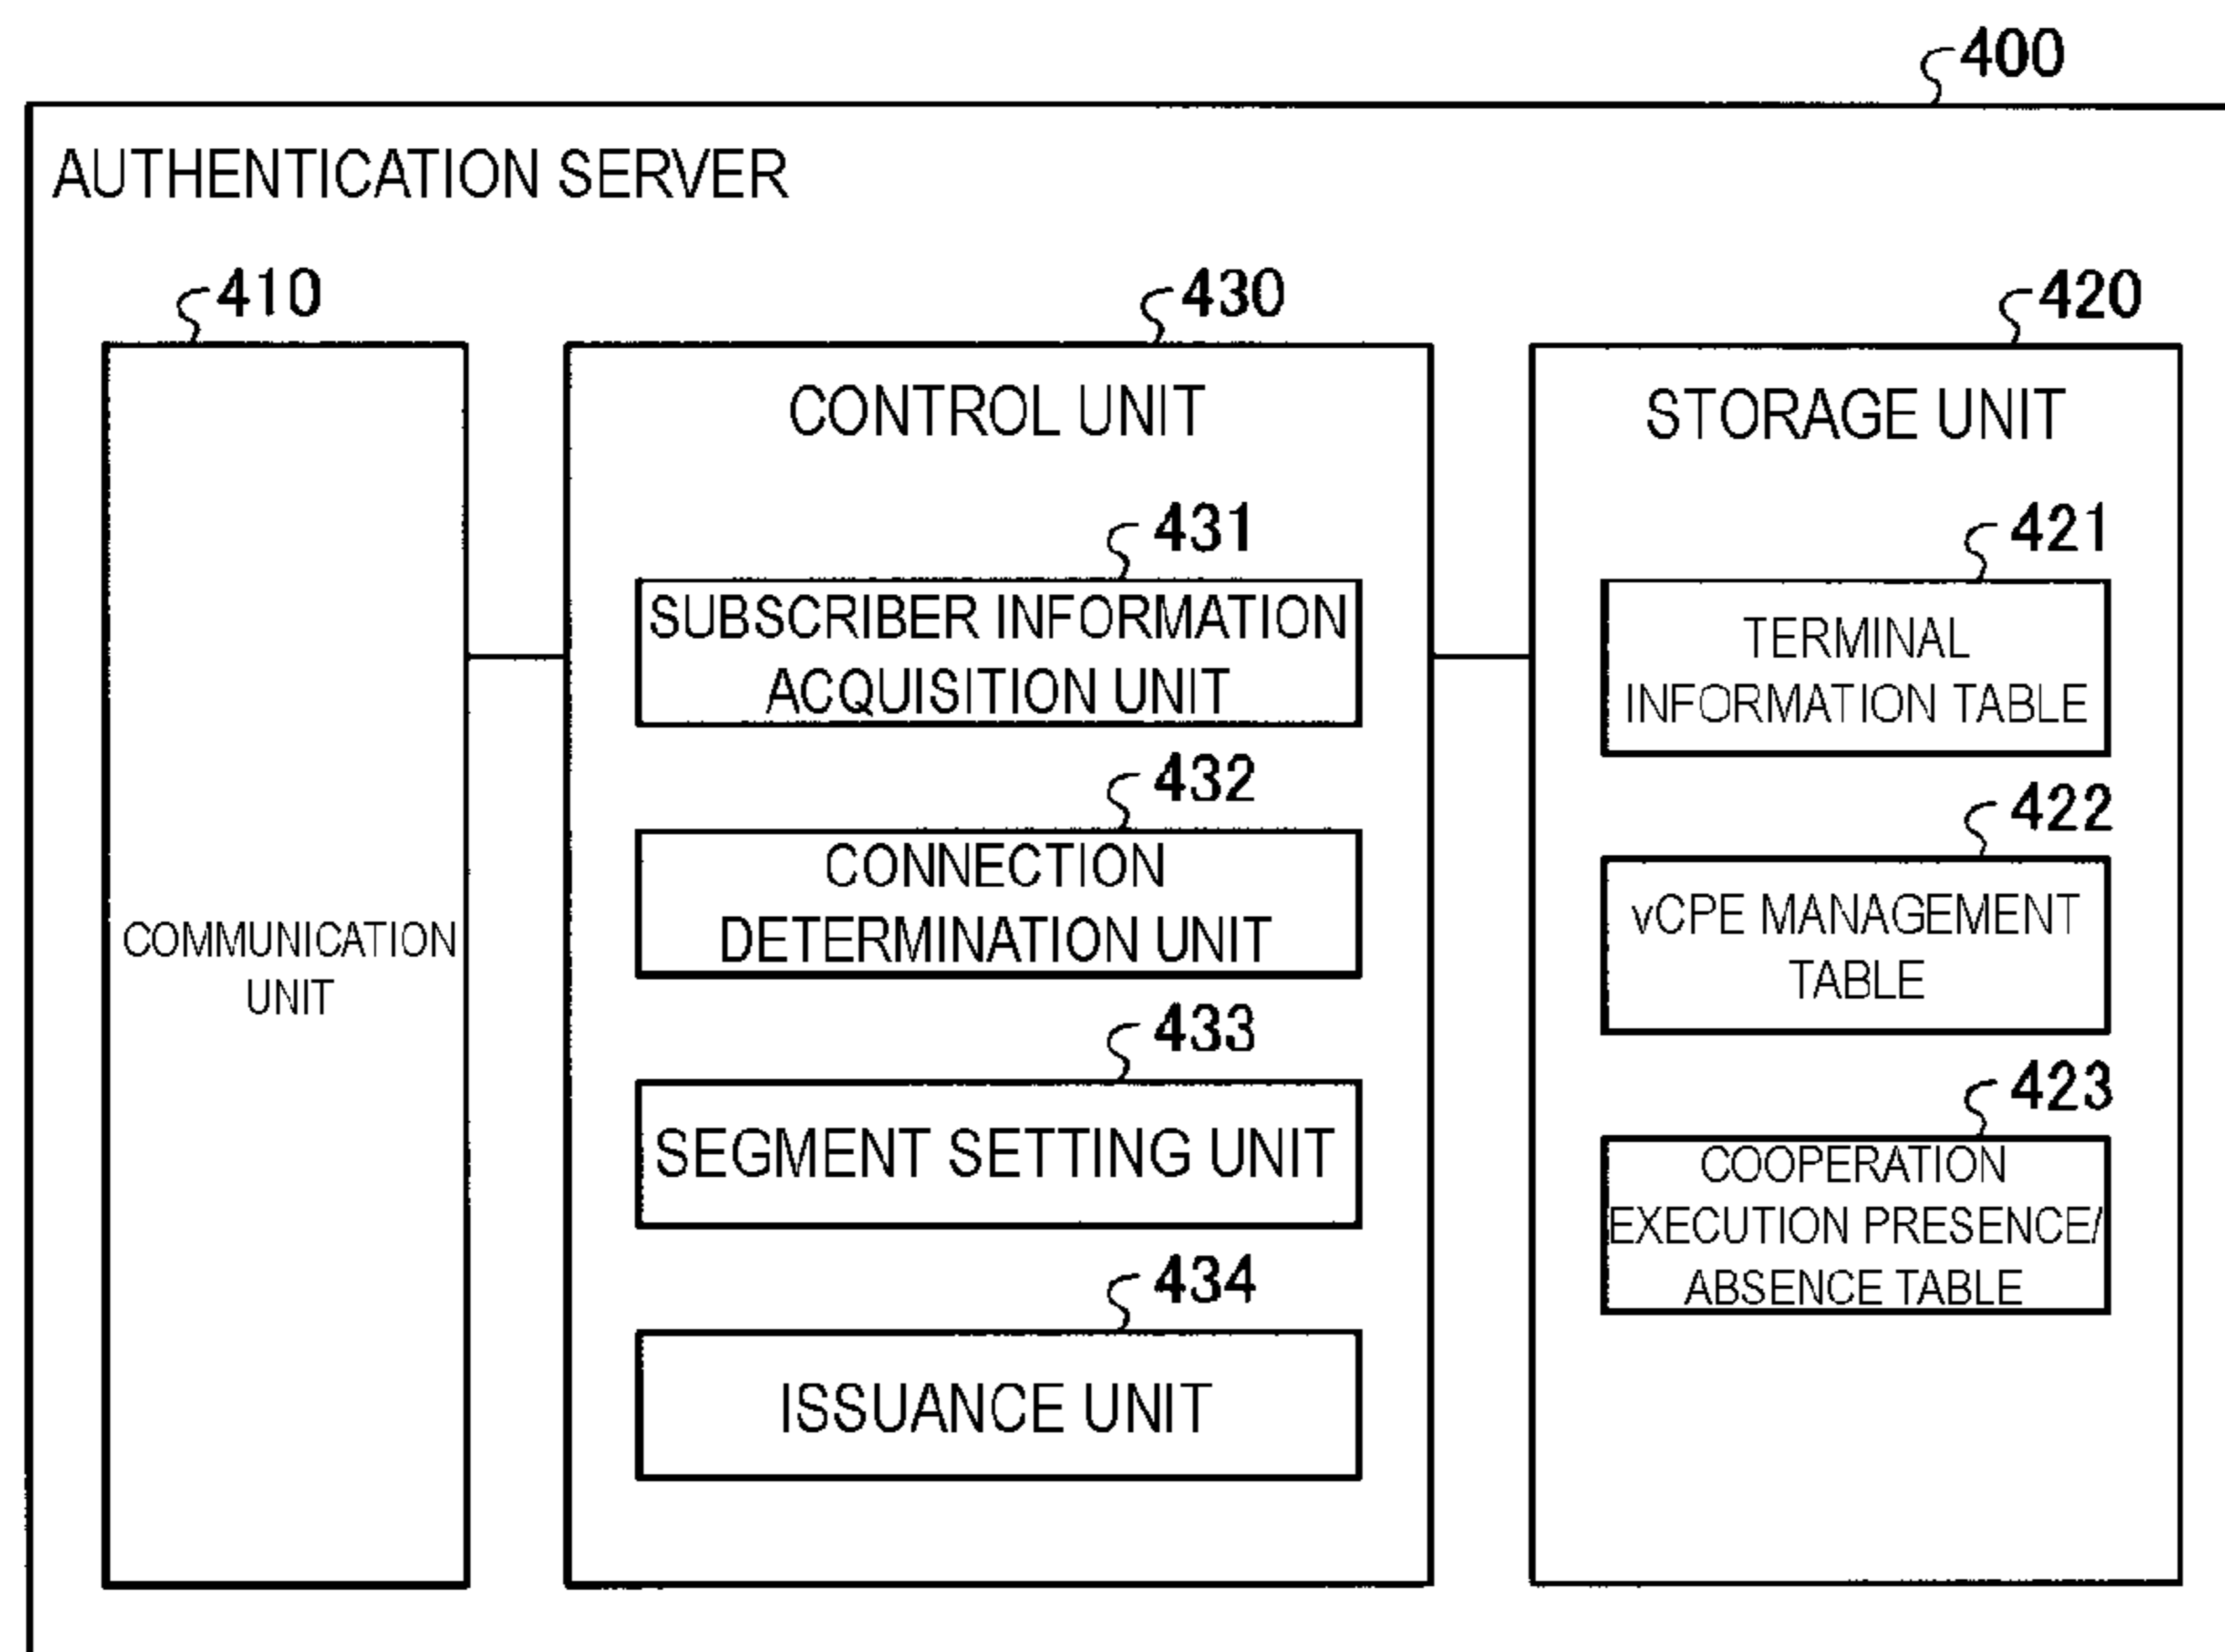 400
AUTHENTICATION SERVER
410
COMMUNICATION
UNIT
430
CONTROL UNIT
431
SUBSCRIBER INFORMATION
ACQUISITION UNIT
432
CONNECTION
DETERMINATION UNIT
433
SEGMENT SETTING UNIT
434
ISSUANCE UNIT
420
STORAGE UNIT
421
TERMINAL
INFORMATION TABLE
422
vCPE MANAGEMENT
TABLE
423
COOPERATION
EXECUTION PRESENCE/
ABSENCE TABLE